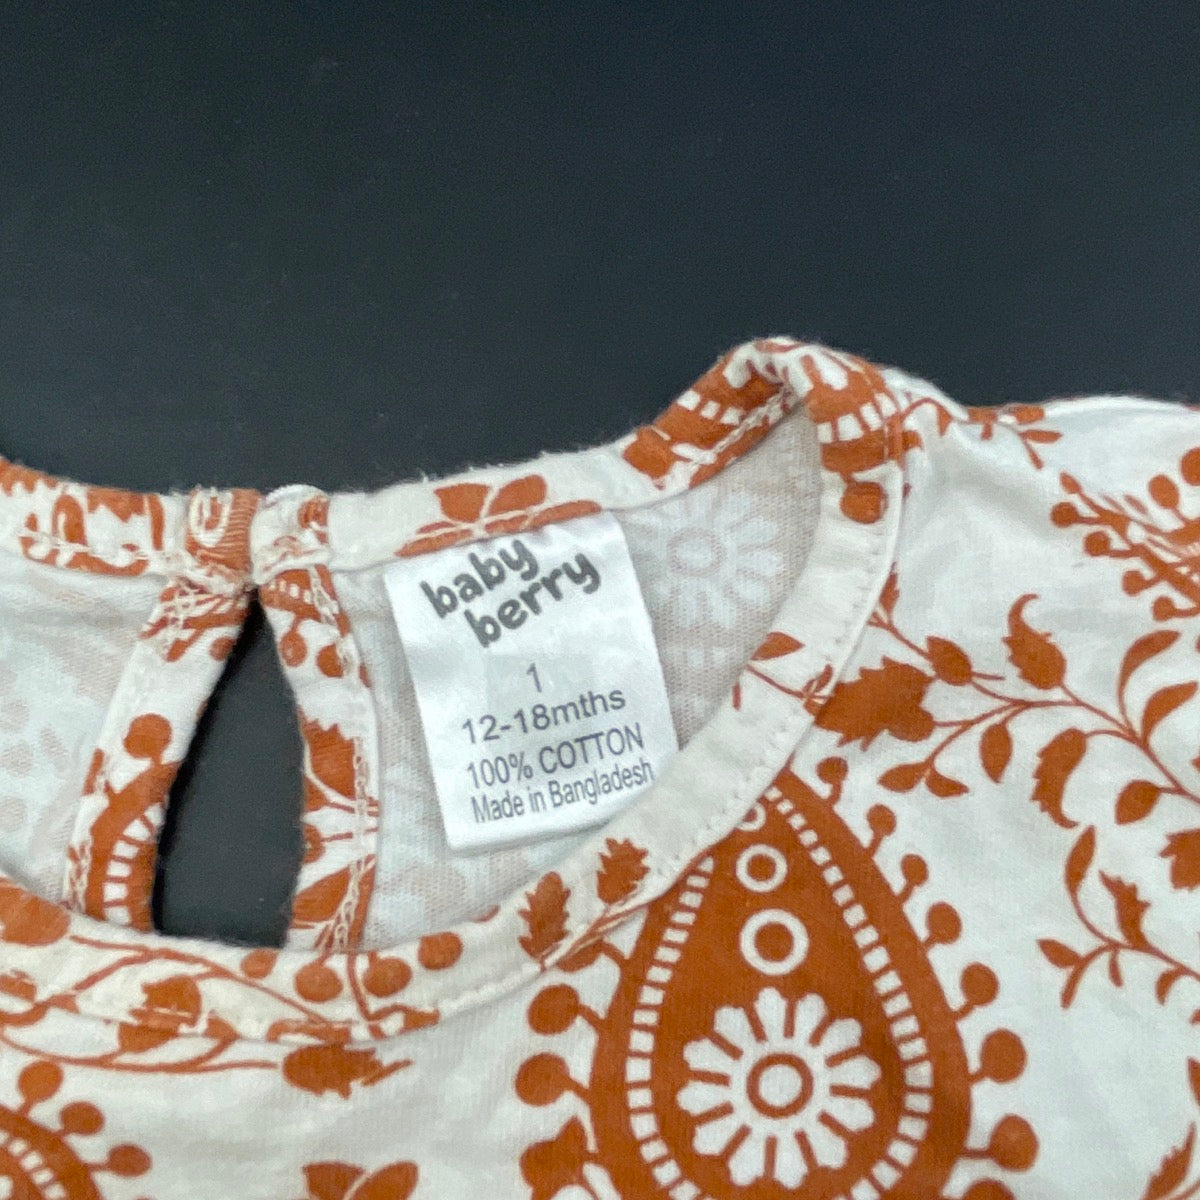 baby
berry
1
12-18mths
100% COTTON
Made in Bangladesh